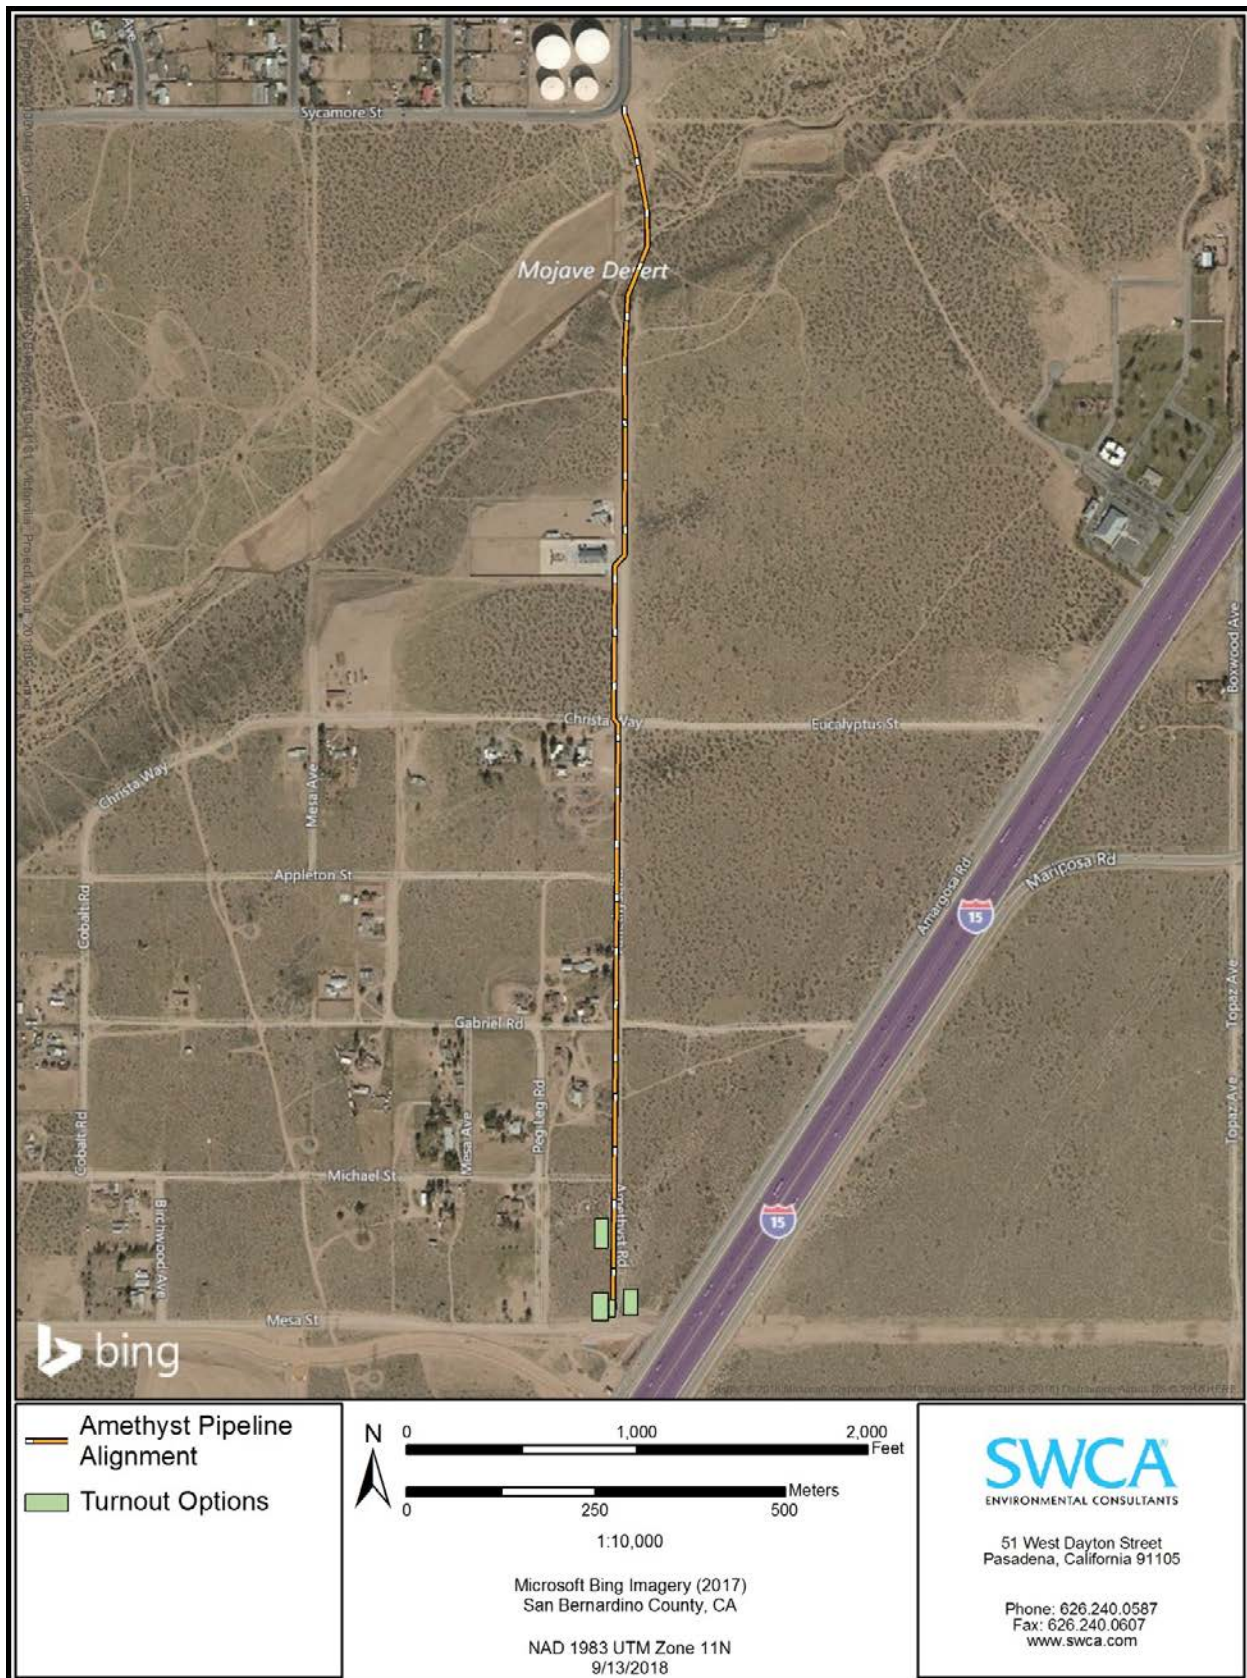 Ave
Sycamore St
Mojave Desert
Christa Way
Eucalyptus St
Boxwood Ave
Christa Way
Mesa Ave
Amargosa Rd
Mariposa Rd
Appleton St
15
Cobalt Rd
Topaz Ave
Gabriel Rd
Peg Leg Rd
Cobalt Rd
Mesa Ave
Topaz Ave
Michael St
Amethyst Rd
15
Birchwood Ave
Mesa St
bing
Amethyst Pipeline
Alignment
Turnout Options
N
0 1,000 2,000
Feet
Meters
0 250 500
1:10,000
Microsoft Bing Imagery (2017)
San Bernardino County, CA
NAD 1983 UTM Zone 11N
9/13/2018
SWCA
ENVIRONMENTAL CONSULTANTS
51 West Dayton Street
Pasadena, California 91105
Phone: 626.240.0587
Fax: 626.240.0607
www.swca.com